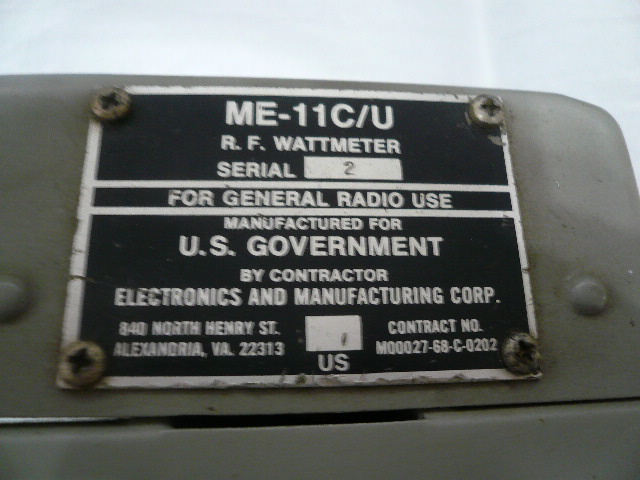 ME-11C/U
R. F. WATTMETER
SERIAL 2
FOR GENERAL RADIO USE
MANUFACTURED FOR
U.S. GOVERNMENT
BY CONTRACTOR
ELECTRONICS AND MANUFACTURING CORP.
840 NORTH HENRY ST.
ALEXANDRIA, VA. 22313
US
CONTRACT NO.
M00027-68-C-0202